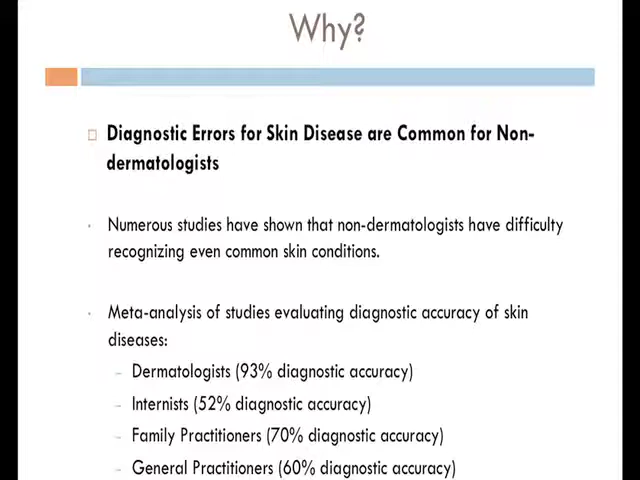 Why?
Diagnostic Errors for Skin Disease are Common for Non-
dermatologists
Numerous studies have shown that non-dermatologists have difficulty
recognizing even common skin conditions.
Meta-analysis of studies evaluating diagnostic accuracy of skin
diseases:
– Dermatologists (93% diagnostic accuracy)
– Internists (52% diagnostic accuracy)
– Family Practitioners (70% diagnostic accuracy)
– General Practitioners (60% diagnostic accuracy)